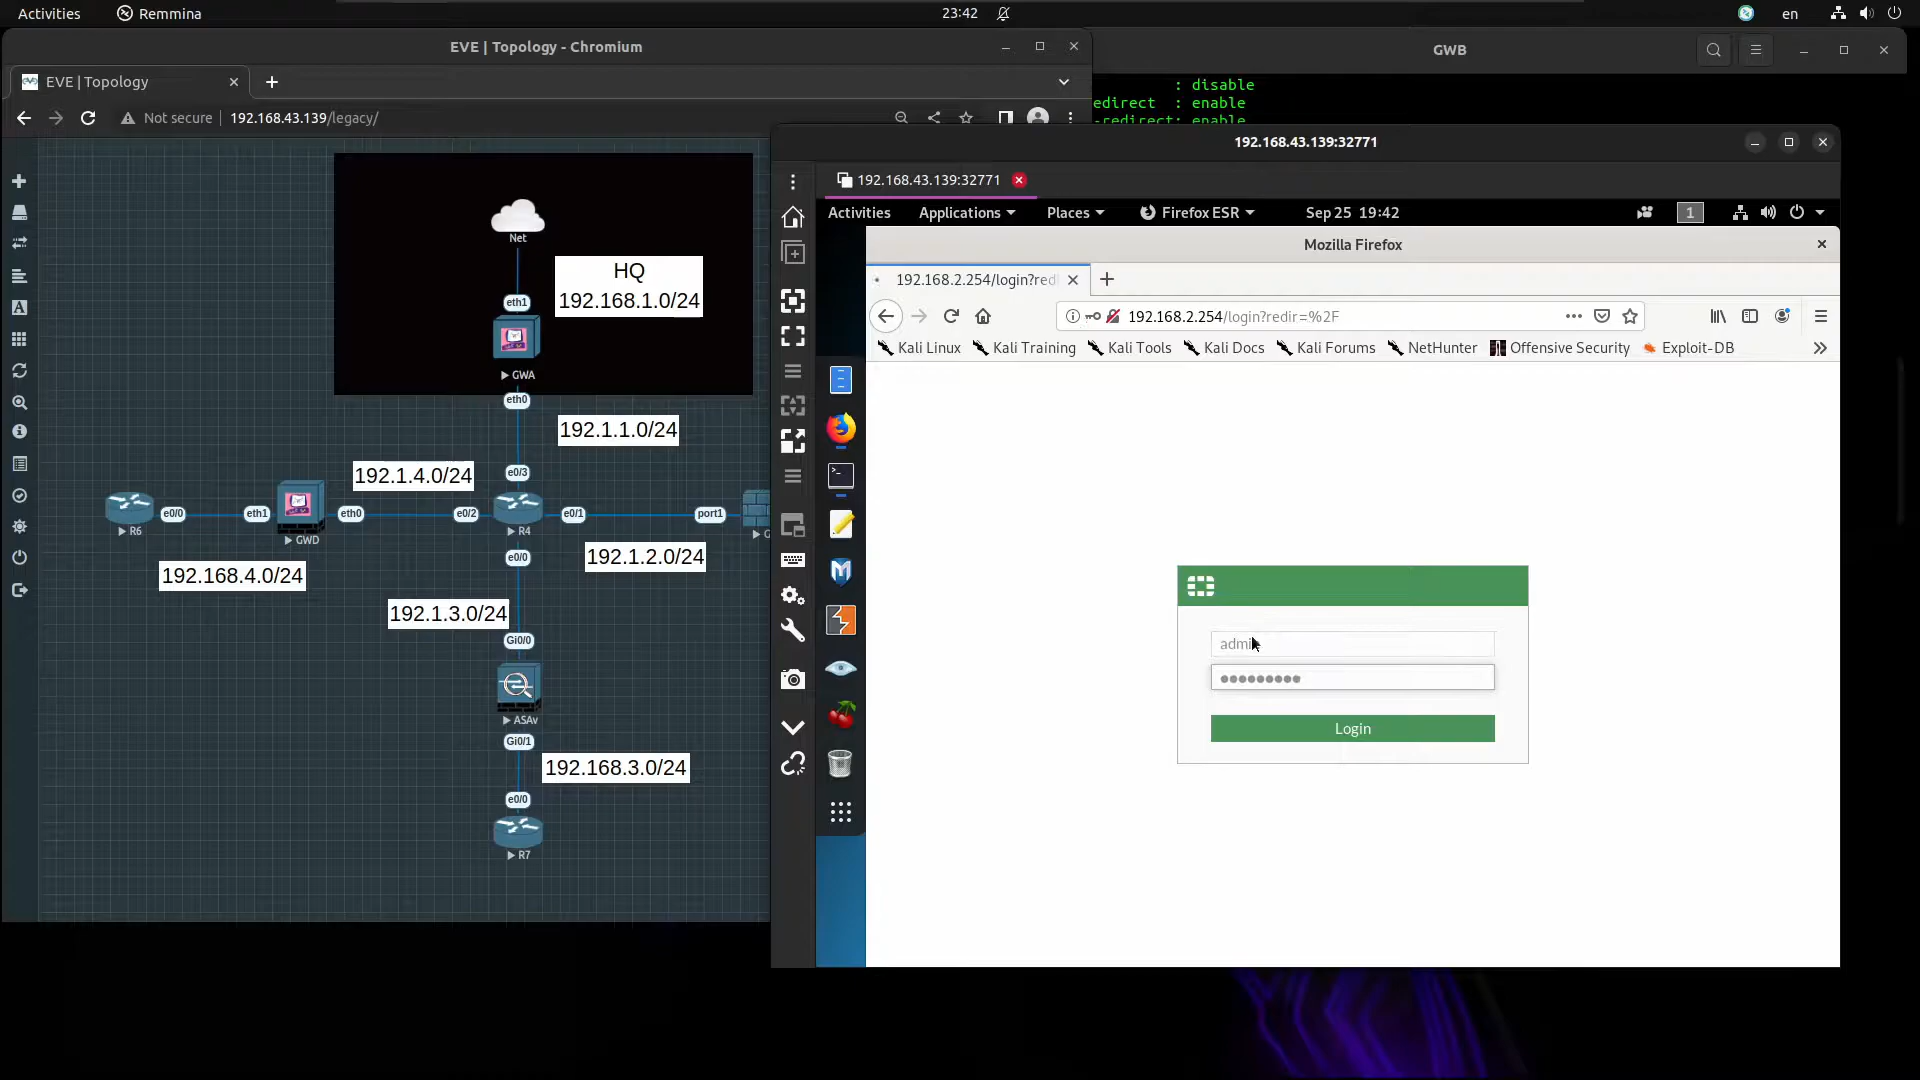 Activities
Remmina
23:42
en
EVE | Topology - Chromium
EVE | Topology
Not secure
192.168.43.139/legacy/
GWB
: disable
edirect : enable
-redirect: enable
Net
HQ
192.168.1.0/24
eth1
GWA
eth0
192.1.1.0/24
192.1.4.0/24
e0/3
R6
e0/0
eth1
GWD
eth0
e0/2
R4
e0/1
port1
G
192.168.4.0/24
e0/0
192.1.2.0/24
192.1.3.0/24
Gi0/0
ASAv
Gi0/1
192.168.3.0/24
e0/0
R7
192.168.43.139:32771
192.168.43.139:32771
Activities
Applications
Places
Firefox ESR
Sep 25 19:42
1
Mozilla Firefox
192.168.2.254/login?red
192.168.2.254/login?redir=%2F
Kali Linux
Kali Training
Kali Tools
Kali Docs
Kali Forums
NetHunter
Offensive Security
Exploit-DB
Login